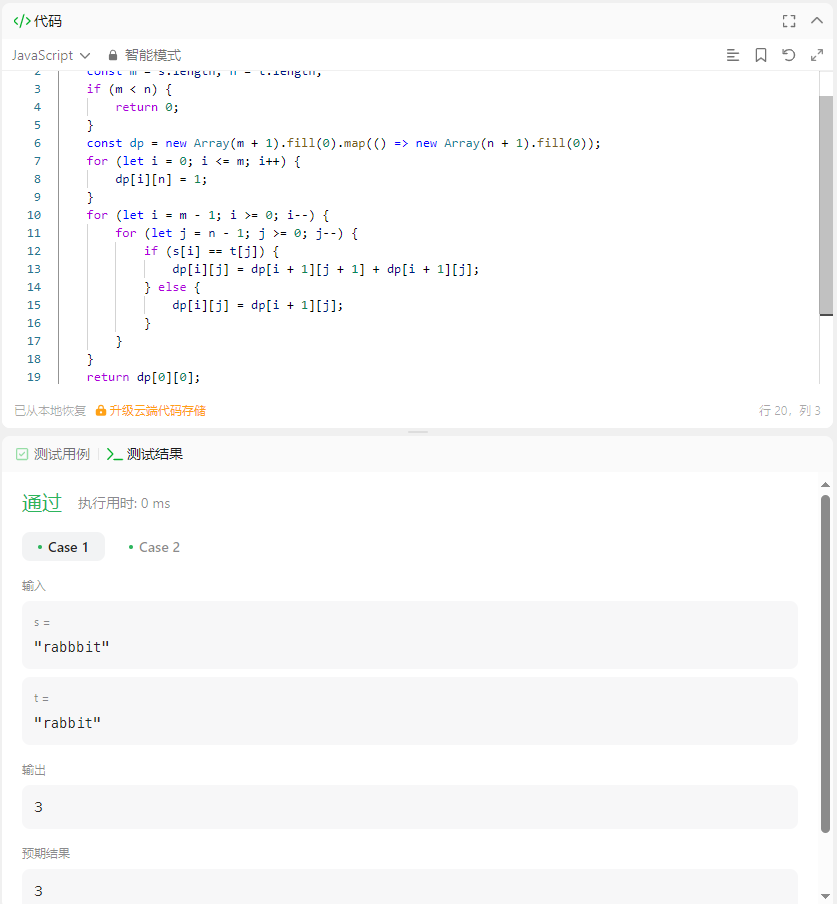 </> 代码
JavaScript 智能模式
2 const m = s.length, n = t.length;
3 if (m < n) {
4 return 0;
5 }
6 const dp = new Array(m + 1).fill(0).map(() => new Array(n + 1).fill(0));
7 for (let i = 0; i <= m; i++) {
8 dp[i][n] = 1;
9 }
10 for (let i = m - 1; i >= 0; i--) {
11 for (let j = n - 1; j >= 0; j--) {
12 if (s[i] == t[j]) {
13 dp[i][j] = dp[i + 1][j + 1] + dp[i + 1][j];
14 } else {
15 dp[i][j] = dp[i + 1][j];
16 }
17 }
18 }
19 return dp[0][0];
已从本地恢复 升级云端代码存储 行 20, 列 3
测试用例 >_ 测试结果
通过 执行用时: 0 ms
• Case 1 • Case 2
输入
s =
"rabbbit"
t =
"rabbit"
输出
3
预期结果
3